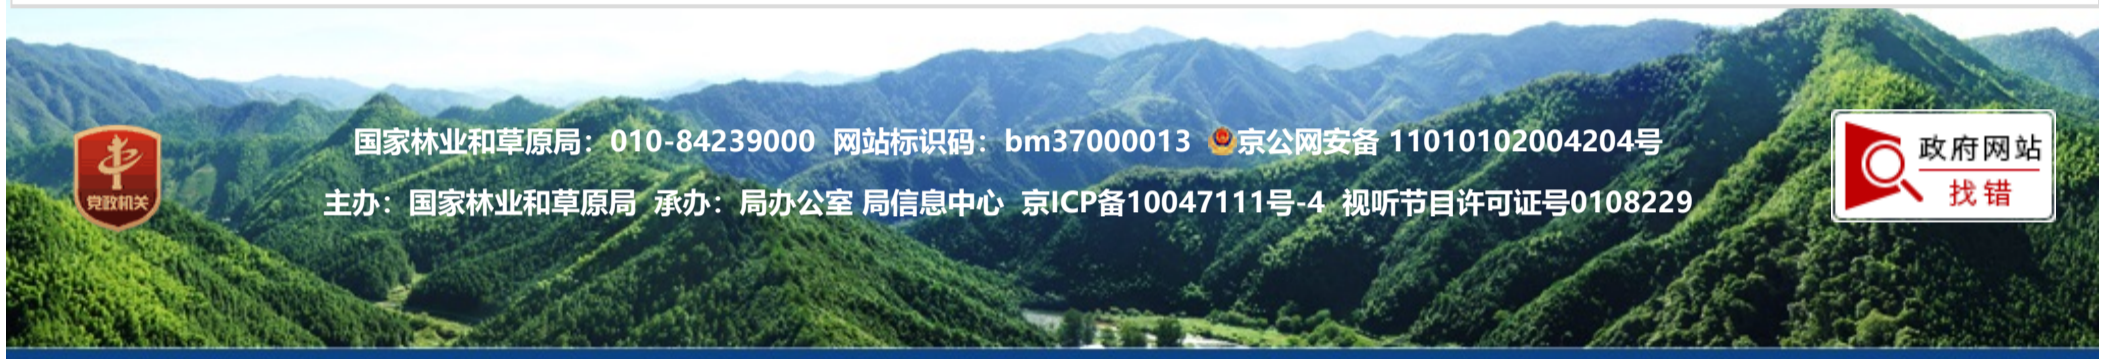 国家林业和草原局：010-84239000 网站标识码：bm37000013 京公网安备 11010102004204号
主办：国家林业和草原局 承办：局办公室 局信息中心 京ICP备10047111号-4 视听节目许可证号0108229
党政机关
政府网站
找错